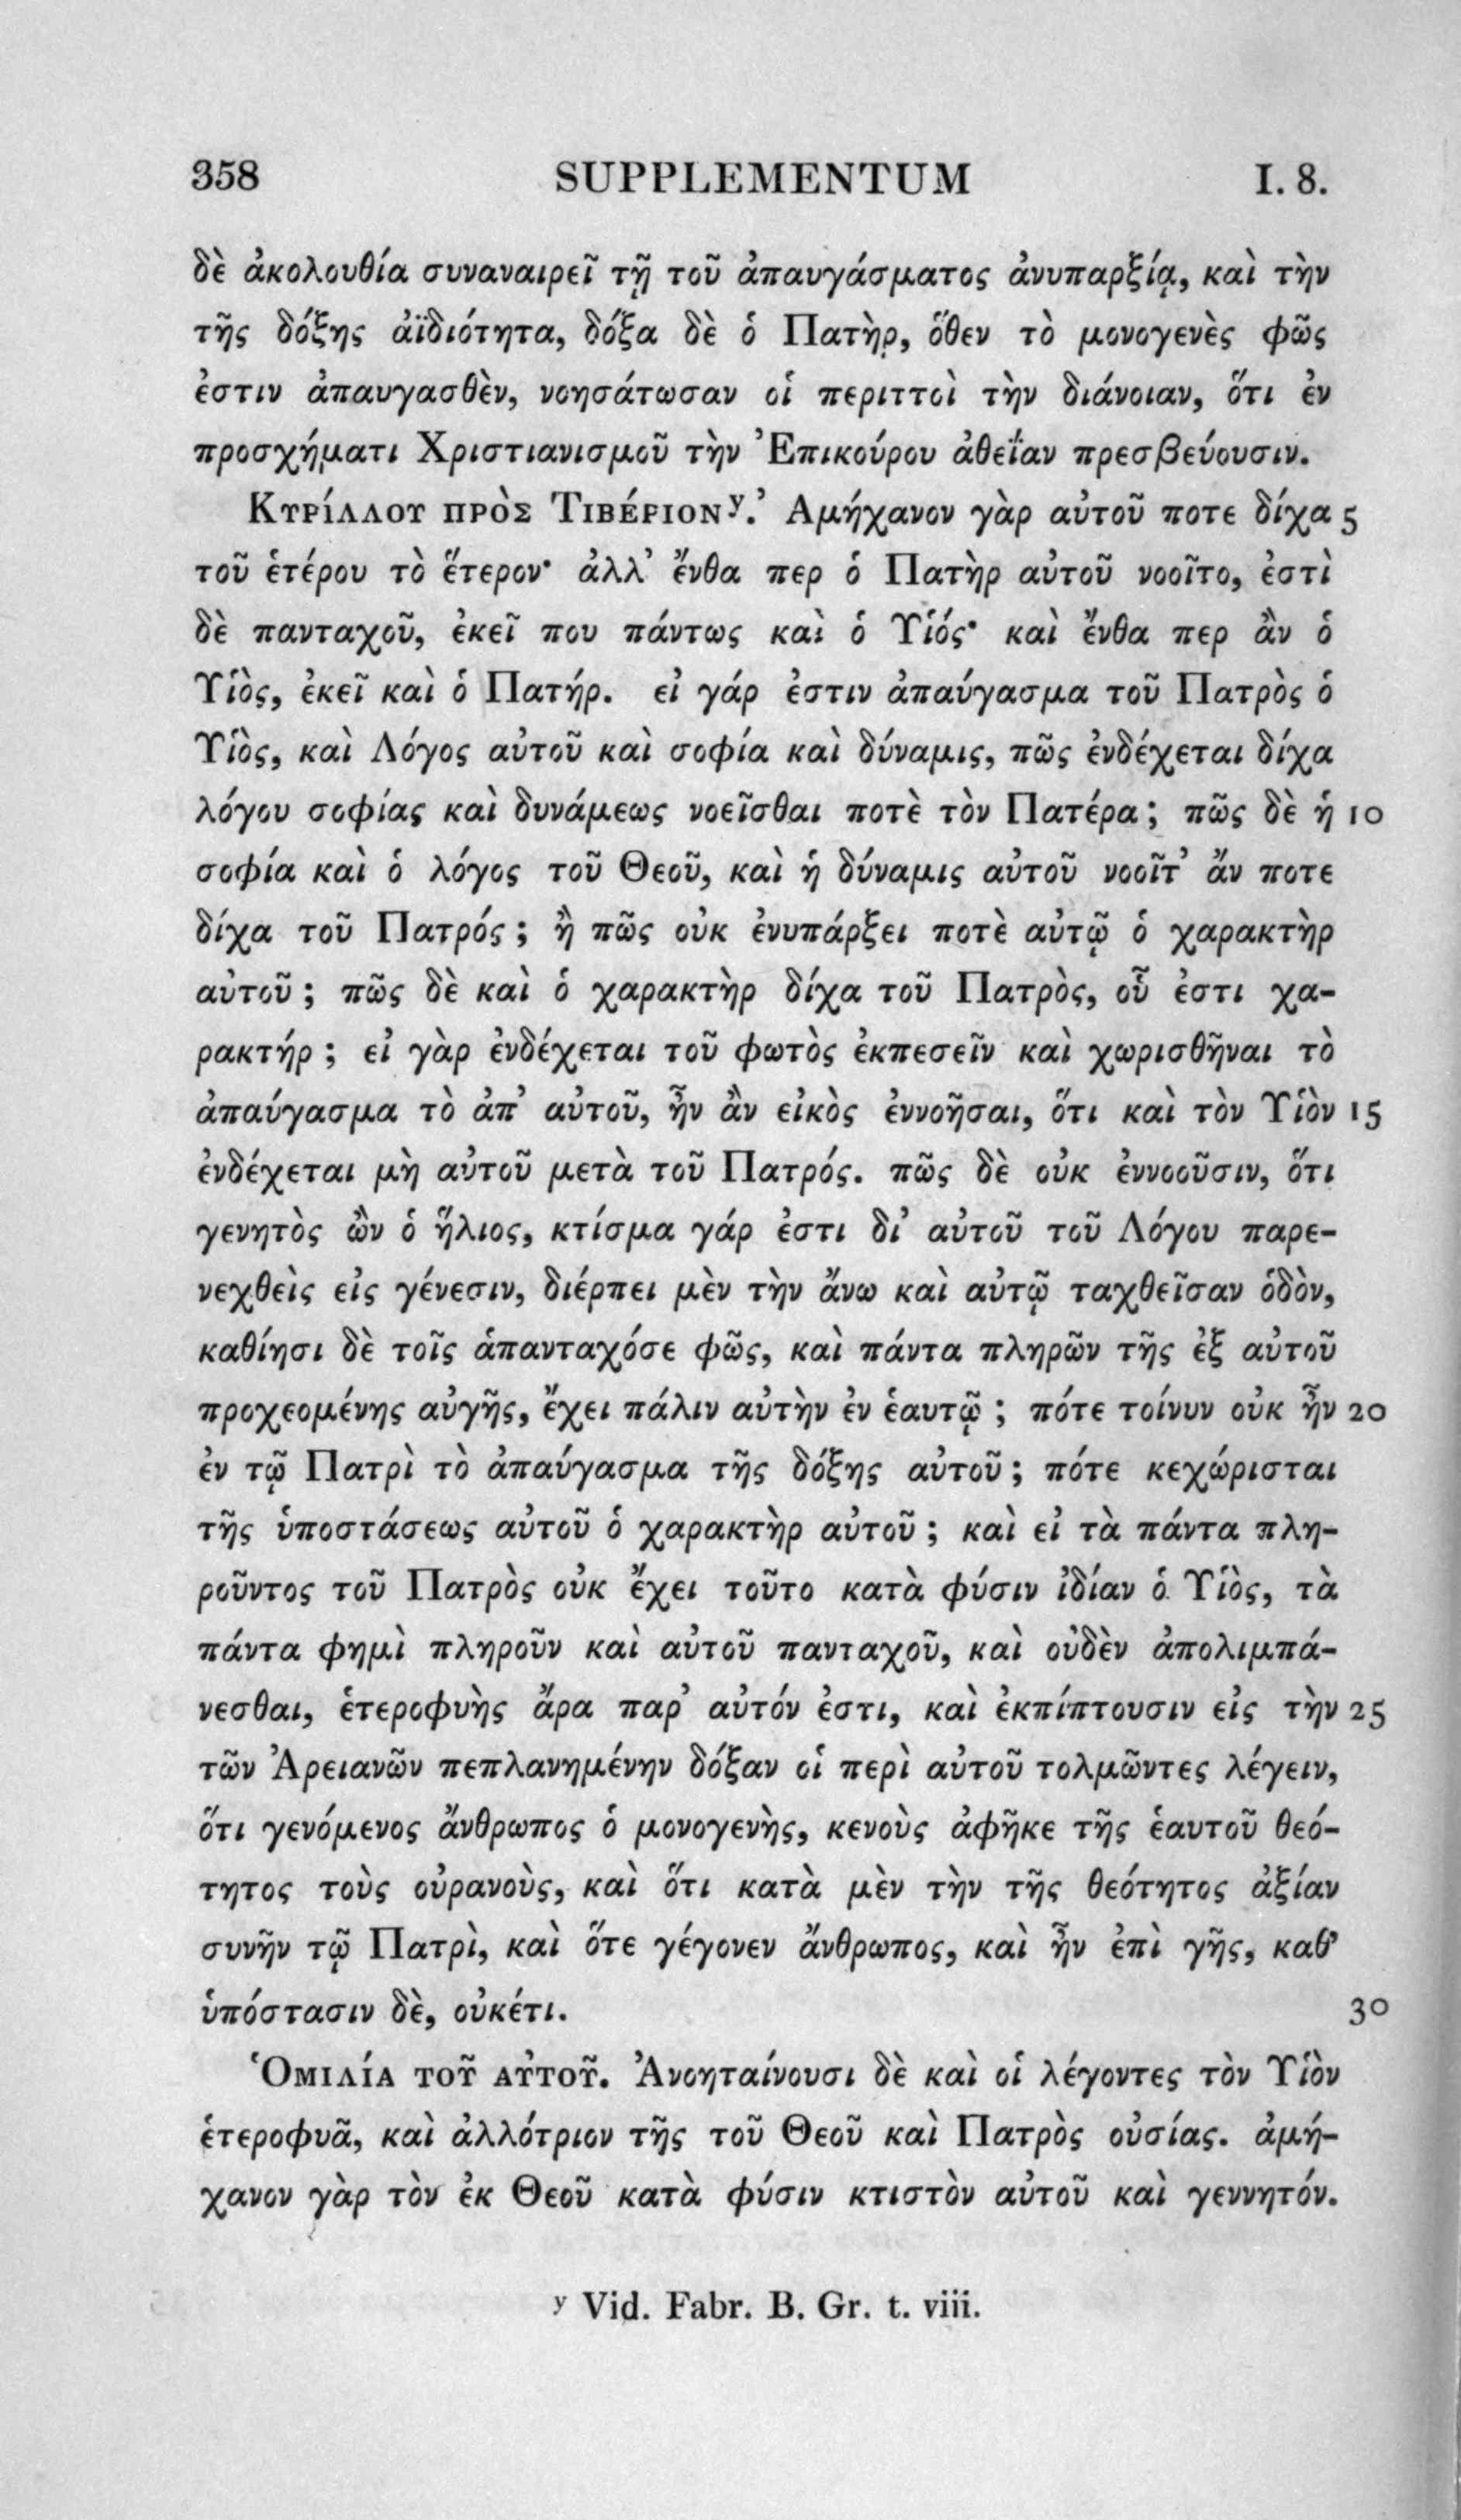 358 SUPPLEMENTUM I. 8.
δὲ ἀκολουθία συναναιρεῖ τῇ τοῦ ἀπαυγάσματος ἀνυπαρξίᾳ, καὶ τὴν
τῆς δόξης ἀϊδιότητα, δόξα δὲ ὁ Πατὴρ, ὅθεν τὸ μονογενὲς φῶς
ἐστιν ἀπαυγασθὲν, νοησάτωσαν οἱ περιττοὶ τὴν διάνοιαν, ὅτι ἐν
προσχήματι Χριστιανισμοῦ τὴν Ἐπικούρου ἀθεΐαν πρεσβεύουσιν.
Κυρίλλου πρὸς Τιβέριον y.’ Αμήχανον γὰρ αὐτοῦ ποτε δίχα 5
τοῦ ἑτέρου τὸ ἕτερον· ἀλλ’ ἔνθα περ ὁ Πατὴρ αὐτοῦ νοοῖτο, ἐστὶ
δὲ πανταχοῦ, ἐκεῖ που πάντως καὶ ὁ Υἱός· καὶ ἔνθα περ ἂν ὁ
Υἱὸς, ἐκεῖ καὶ ὁ Πατήρ. εἰ γάρ ἐστιν ἀπαύγασμα τοῦ Πατρὸς ὁ
Υἱὸς, καὶ Λόγος αὐτοῦ καὶ σοφία καὶ δύναμις, πῶς ἐνδέχεται δίχα
λόγου σοφίας καὶ δυνάμεως νοεῖσθαι ποτὲ τὸν Πατέρα; πῶς δὲ ἡ 10
σοφία καὶ ὁ λόγος τοῦ Θεοῦ, καὶ ἡ δύναμις αὐτοῦ νοοῖτ’ ἄν ποτε
δίχα τοῦ Πατρός; ἢ πῶς οὐκ ἐνυπάρξει ποτὲ αὐτῷ ὁ χαρακτὴρ
αὐτοῦ; πῶς δὲ καὶ ὁ χαρακτὴρ δίχα τοῦ Πατρὸς, οὗ ἐστι χα-
ρακτήρ; εἰ γὰρ ἐνδέχεται τοῦ φωτὸς ἐκπεσεῖν καὶ χωρισθῆναι τὸ
ἀπαύγασμα τὸ ἀπ’ αὐτοῦ, ἦν ἂν εἰκὸς ἐννοῆσαι, ὅτι καὶ τὸν Υἱὸν 15
ἐνδέχεται μὴ αὐτοῦ μετὰ τοῦ Πατρός. πῶς δὲ οὐκ ἐννοοῦσιν, ὅτι
γενητὸς ὢν ὁ ἥλιος, κτίσμα γάρ ἐστι δι’ αὐτοῦ τοῦ Λόγου παρε-
νεχθεὶς εἰς γένεσιν, διέρπει μὲν τὴν ἄνω καὶ αὐτῷ ταχθεῖσαν ὁδὸν,
καθίησι δὲ τοῖς ἁπανταχόσε φῶς, καὶ πάντα πληρῶν τῆς ἐξ αὐτοῦ
προχεομένης αὐγῆς, ἔχει πάλιν αὐτὴν ἐν ἑαυτῷ; πότε τοίνυν οὐκ ἦν 20
ἐν τῷ Πατρὶ τὸ ἀπαύγασμα τῆς δόξης αὐτοῦ; πότε κεχώρισται
τῆς ὑποστάσεως αὐτοῦ ὁ χαρακτὴρ αὐτοῦ; καὶ εἰ τὰ πάντα πλη-
ροῦντος τοῦ Πατρὸς οὐκ ἔχει τοῦτο κατὰ φύσιν ἰδίαν ὁ Υἱὸς, τὰ
πάντα φημὶ πληροῦν καὶ αὐτοῦ πανταχοῦ, καὶ οὐδὲν ἀπολιμπά-
νεσθαι, ἑτεροφυὴς ἄρα παρ’ αὐτόν ἐστι, καὶ ἐκπίπτουσιν εἰς τὴν 25
τῶν Ἀρειανῶν πεπλανημένην δόξαν οἱ περὶ αὐτοῦ τολμῶντες λέγειν,
ὅτι γενόμενος ἄνθρωπος ὁ μονογενὴς, κενοὺς ἀφῆκε τῆς ἑαυτοῦ θεό-
τητος τοὺς οὐρανοὺς, καὶ ὅτι κατὰ μὲν τὴν τῆς θεότητος ἀξίαν
συνῆν τῷ Πατρὶ, καὶ ὅτε γέγονεν ἄνθρωπος, καὶ ἦν ἐπὶ γῆς, καθ’
ὑπόστασιν δὲ, οὐκέτι. 30
Ὁμιλία τοῦ αὐτοῦ. Ἀνοηταίνουσι δὲ καὶ οἱ λέγοντες τὸν Υἱὸν
ἑτεροφυᾶ, καὶ ἀλλότριον τῆς τοῦ Θεοῦ καὶ Πατρὸς οὐσίας. ἀμή-
χανον γὰρ τὸν ἐκ Θεοῦ κατὰ φύσιν κτιστὸν αὐτοῦ καὶ γεννητόν.
y Vid. Fabr. B. Gr. t. viii.